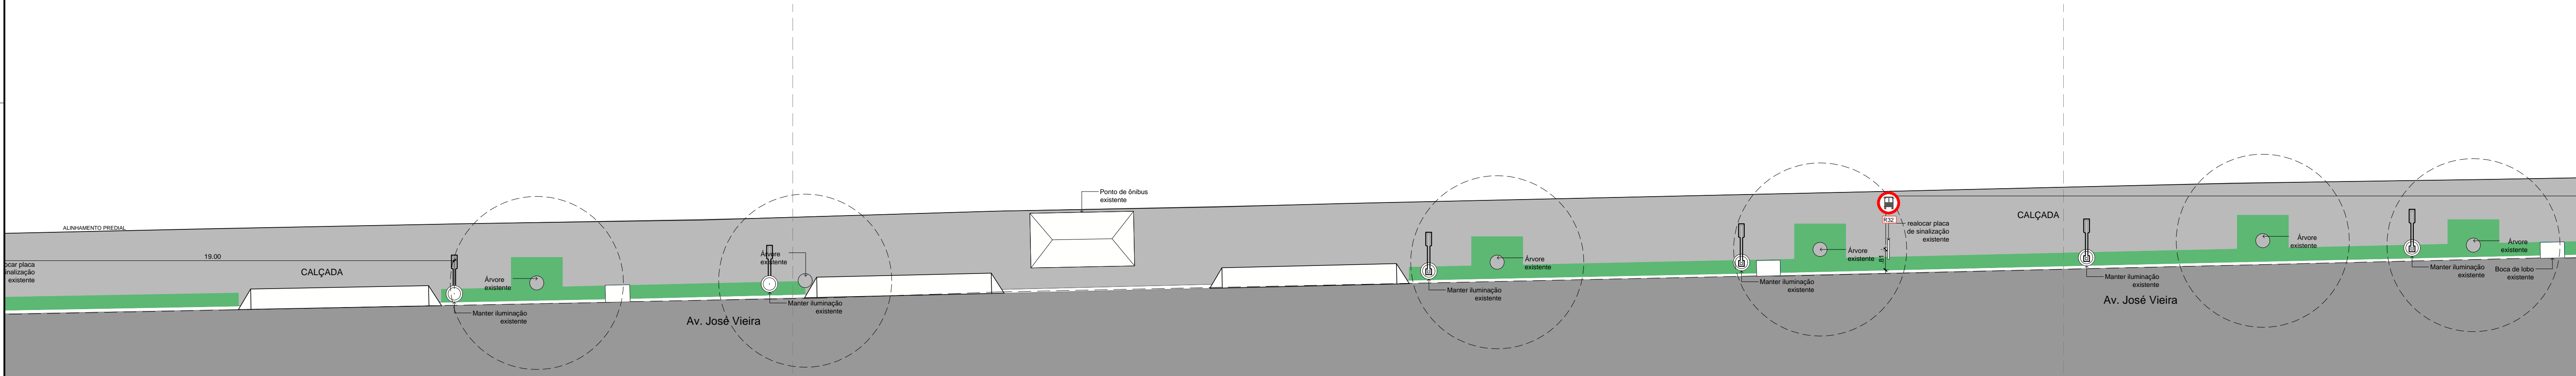 ALINHAMENTO PREDIAL
19.00
CALÇADA
ocar placa
inalização
existente
Árvore
existente
Manter iluminação
existente
Árvore
existente
Manter iluminação
existente
Av. José Vieira
Ponto de ônibus
existente
Árvore
existente
Manter iluminação
existente
Árvore
existente
Manter iluminação
existente
R32
realocar placa
de sinalização
existente
CALÇADA
Manter iluminação
existente
Av. José Vieira
Árvore
existente
Manter iluminação
existente
Árvore
existente
Boca de lobo
existente